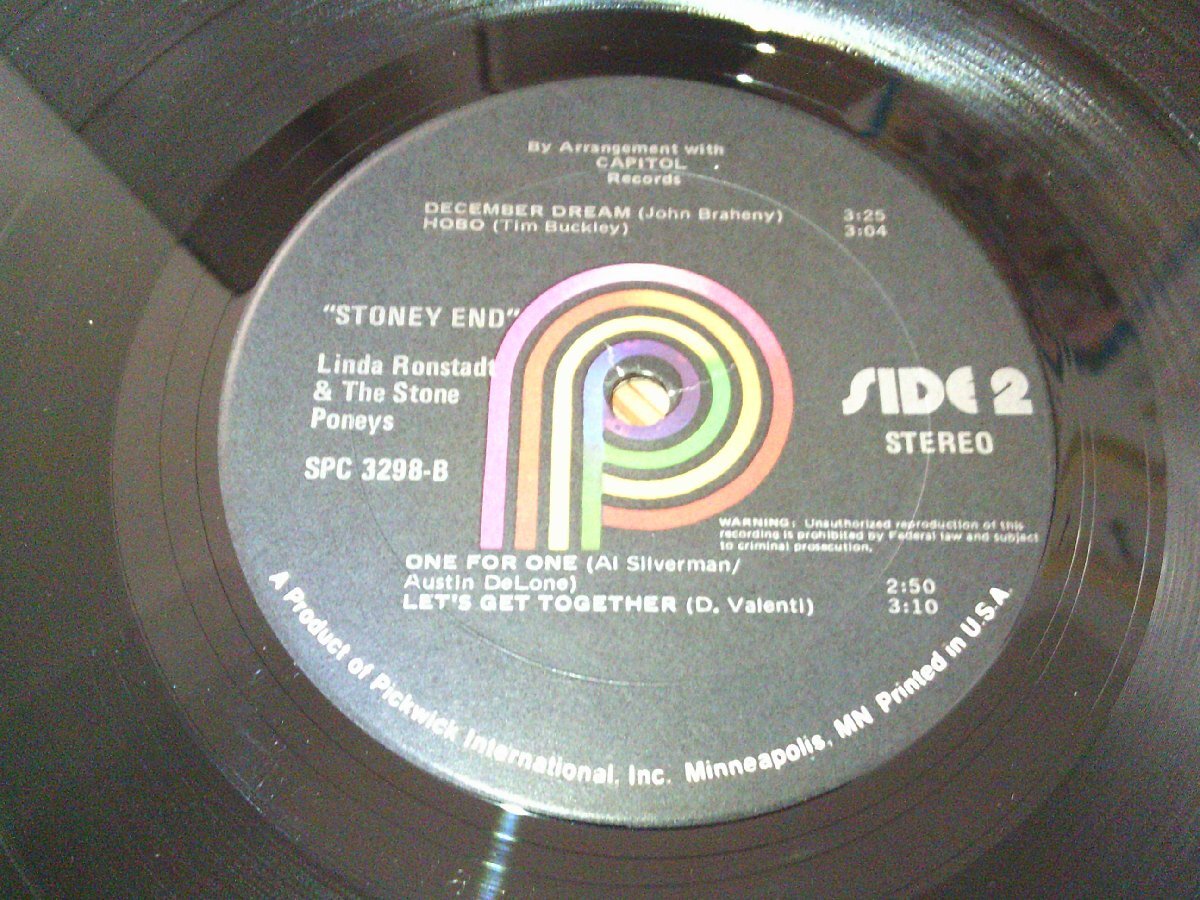 By Arrangement with
CAPITOL
Records
DECEMBER DREAM (John Braheny) 3:25
HOBO (Tim Buckley) 3:04
"STONEY END"
Linda Ronstadt
& The Stone
Poneys
SPC 3298-B
SIDE 2
STEREO
WARNING: Unauthorized reproduction of this
recording is prohibited by Federal law and subject
to criminal prosecution.
ONE FOR ONE (Al Silverman/
Austin DeLone) 2:50
LET'S GET TOGETHER (D. Valenti) 3:10
A Product of Pickwick International, Inc. Minneapolis, MN Printed in U.S.A.